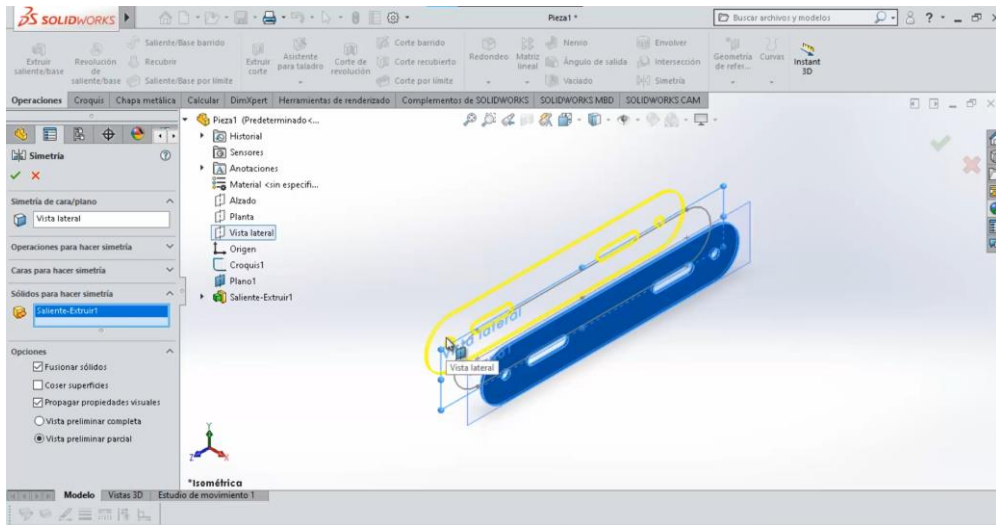 SOLIDWORKS
Pieza1 *
Buscar archivos y modelos
?
Extruir saliente/base
Revolución de saliente/base
Saliente/Base barrido
Recubrir
Saliente/Base por límite
Extruir corte
Asistente para taladro
Corte de revolución
Corte barrido
Corte recubierto
Corte por límite
Redondeo
Matriz lineal
Nervio
Ángulo de salida
Vaciado
Envolver
Intersección
Simetría
Geometría de refer...
Curvas
Instant 3D
Operaciones Croquis Chapa metálica Calcular DimXpert Herramientas de renderizado Complementos de SOLIDWORKS SOLIDWORKS MBD SOLIDWORKS CAM
Simetría
Simetría de cara/plano
Vista lateral
Operaciones para hacer simetría
Caras para hacer simetría
Sólidos para hacer simetría
Saliente-Extruir1
Opciones
Fusionar sólidos
Coser superficies
Propagar propiedades visuales
Vista preliminar completa
Vista preliminar parcial
Pieza1 (Predeterminado<...
Historial
Sensores
Anotaciones
Material <sin especifi...
Alzado
Planta
Vista lateral
Origen
Croquis1
Plano1
Saliente-Extruir1
Vista lateral
Vista lateral
Y
Z
X
*Isométrica
Modelo Vistas 3D Estudio de movimiento 1